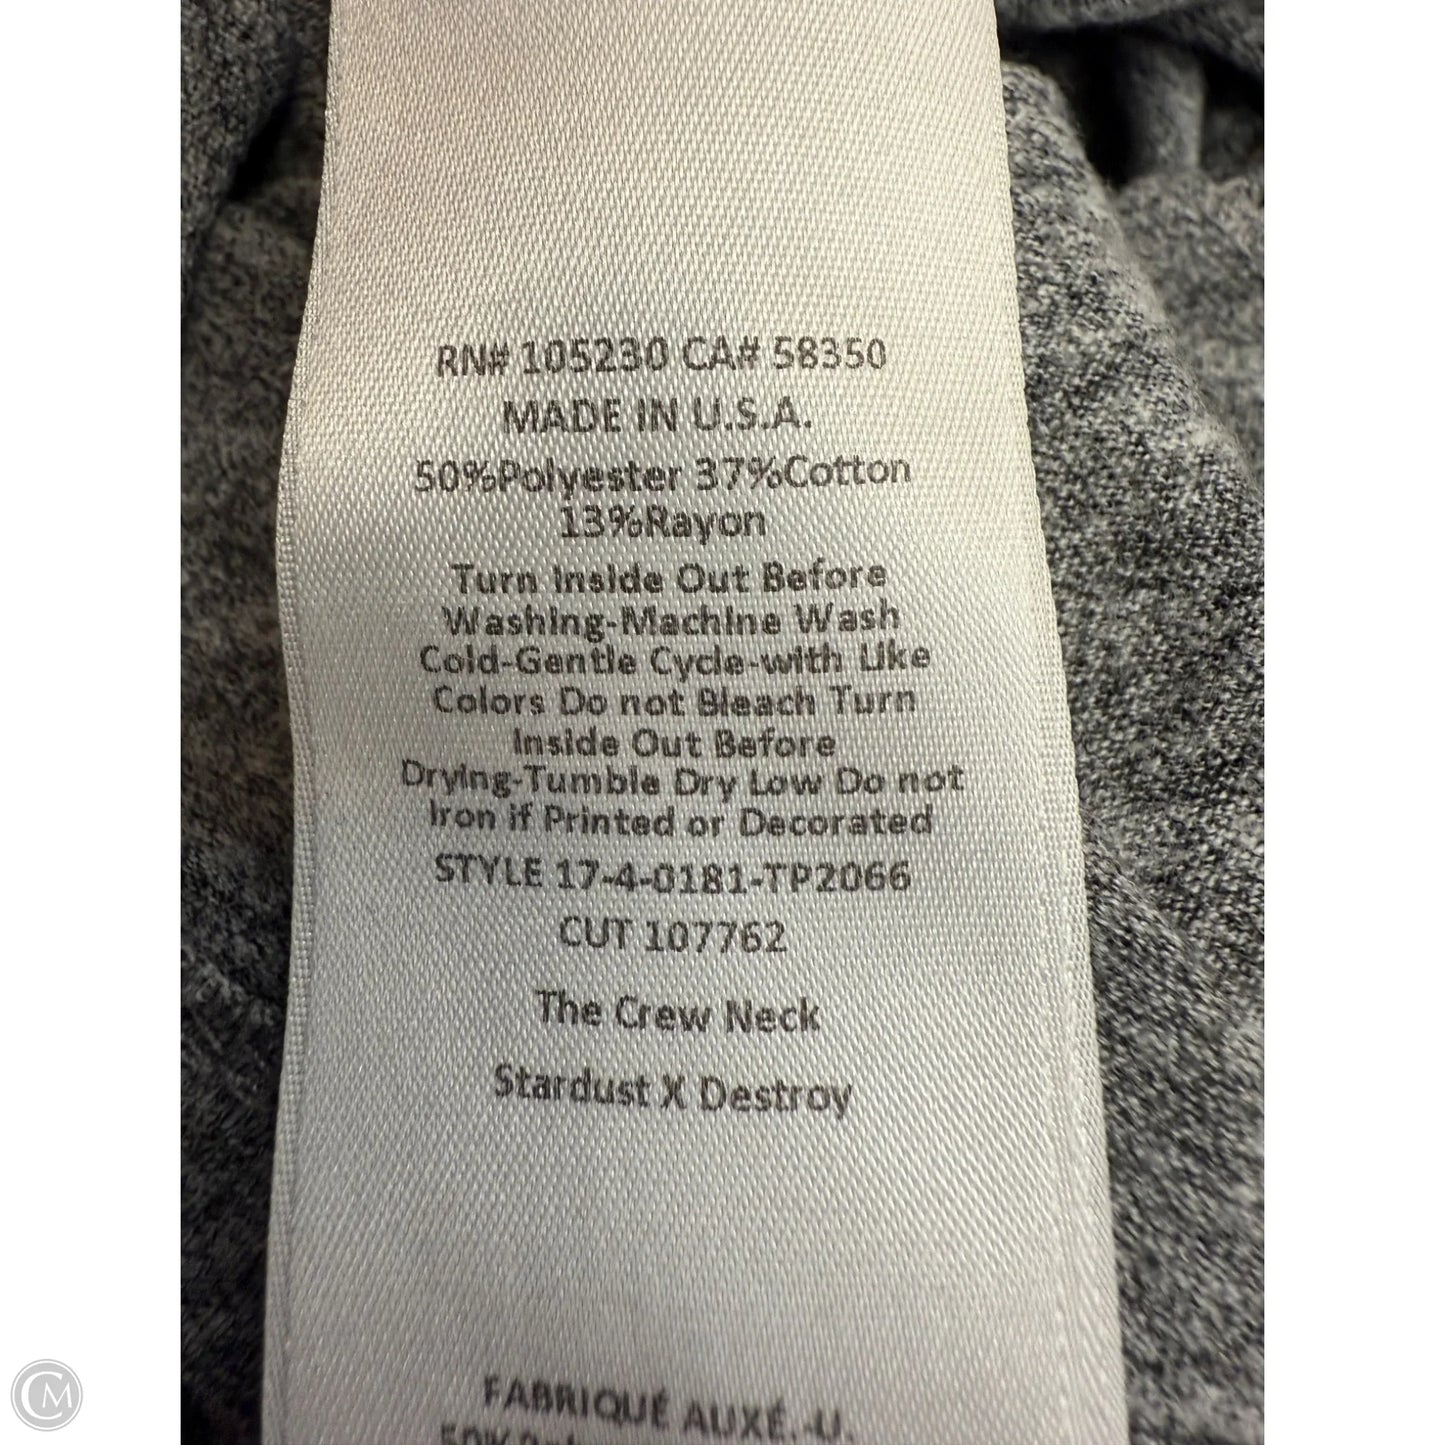 RN# 105230 CA# 58350
MADE IN U.S.A.
50%Polyester 37%Cotton
13%Rayon
Turn Inside Out Before
Washing-Machine Wash
Cold-Gentle Cycle-with Like
Colors Do not Bleach Turn
Inside Out Before
Drying-Tumble Dry Low Do not
Iron if Printed or Decorated
STYLE 17-4-0181-TP2066
CUT 107762
The Crew Neck
Stardust X Destroy
FABRIQUÉ AUXÉ.-U.
CM